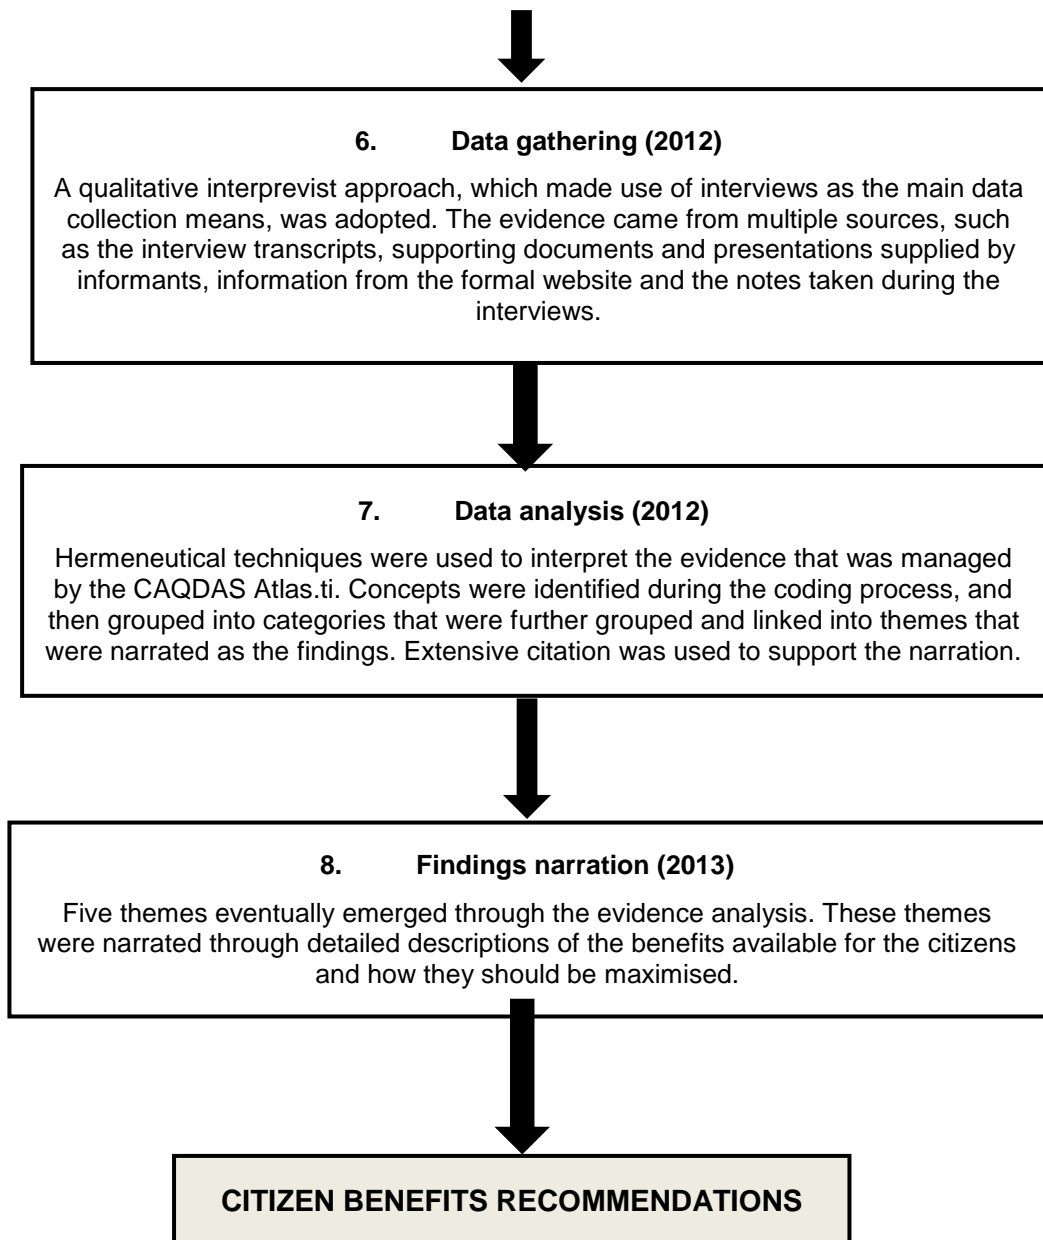 6. Data gathering (2012)
A qualitative interprevist approach, which made use of interviews as the main data
collection means, was adopted. The evidence came from multiple sources, such
as the interview transcripts, supporting documents and presentations supplied by
informants, information from the formal website and the notes taken during the
interviews.
7. Data analysis (2012)
Hermeneutical techniques were used to interpret the evidence that was managed
by the CAQDAS Atlas.ti. Concepts were identified during the coding process, and
then grouped into categories that were further grouped and linked into themes that
were narrated as the findings. Extensive citation was used to support the narration.
8. Findings narration (2013)
Five themes eventually emerged through the evidence analysis. These themes
were narrated through detailed descriptions of the benefits available for the citizens
and how they should be maximised.
CITIZEN BENEFITS RECOMMENDATIONS